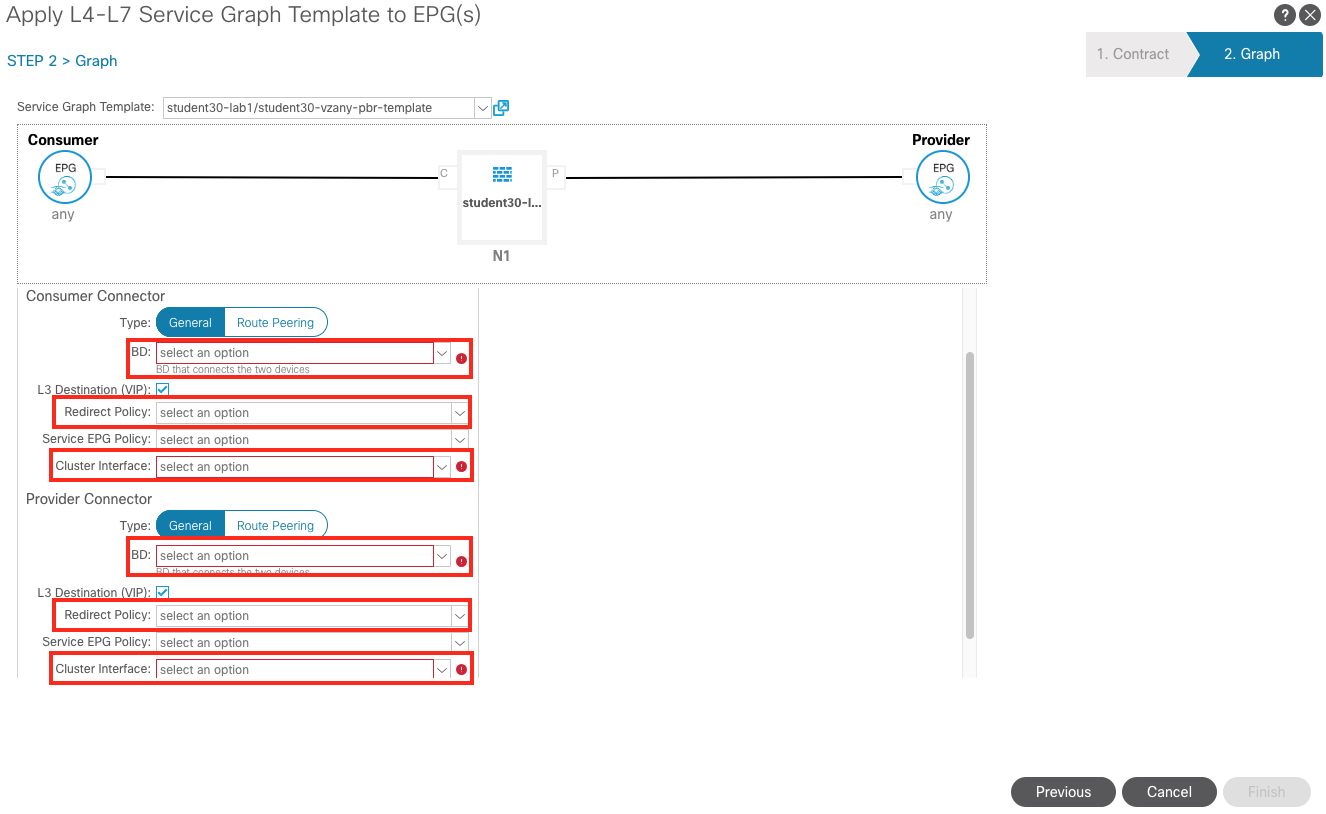 Apply L4-L7 Service Graph Template to EPG(s)
STEP 2 > Graph
1. Contract
2. Graph
Service Graph Template: student30-lab1/student30-vzany-pbr-template
Consumer
Provider
EPG
C
P
EPG
student30-l...
any
any
N1
Consumer Connector
Type: General Route Peering
BD: select an option
BD that connects the two devices
L3 Destination (VIP):
Redirect Policy: select an option
Service EPG Policy: select an option
Cluster Interface: select an option
Provider Connector
Type: General Route Peering
BD: select an option
BD that connects the two devices
L3 Destination (VIP):
Redirect Policy: select an option
Service EPG Policy: select an option
Cluster Interface: select an option
Previous
Cancel
Finish